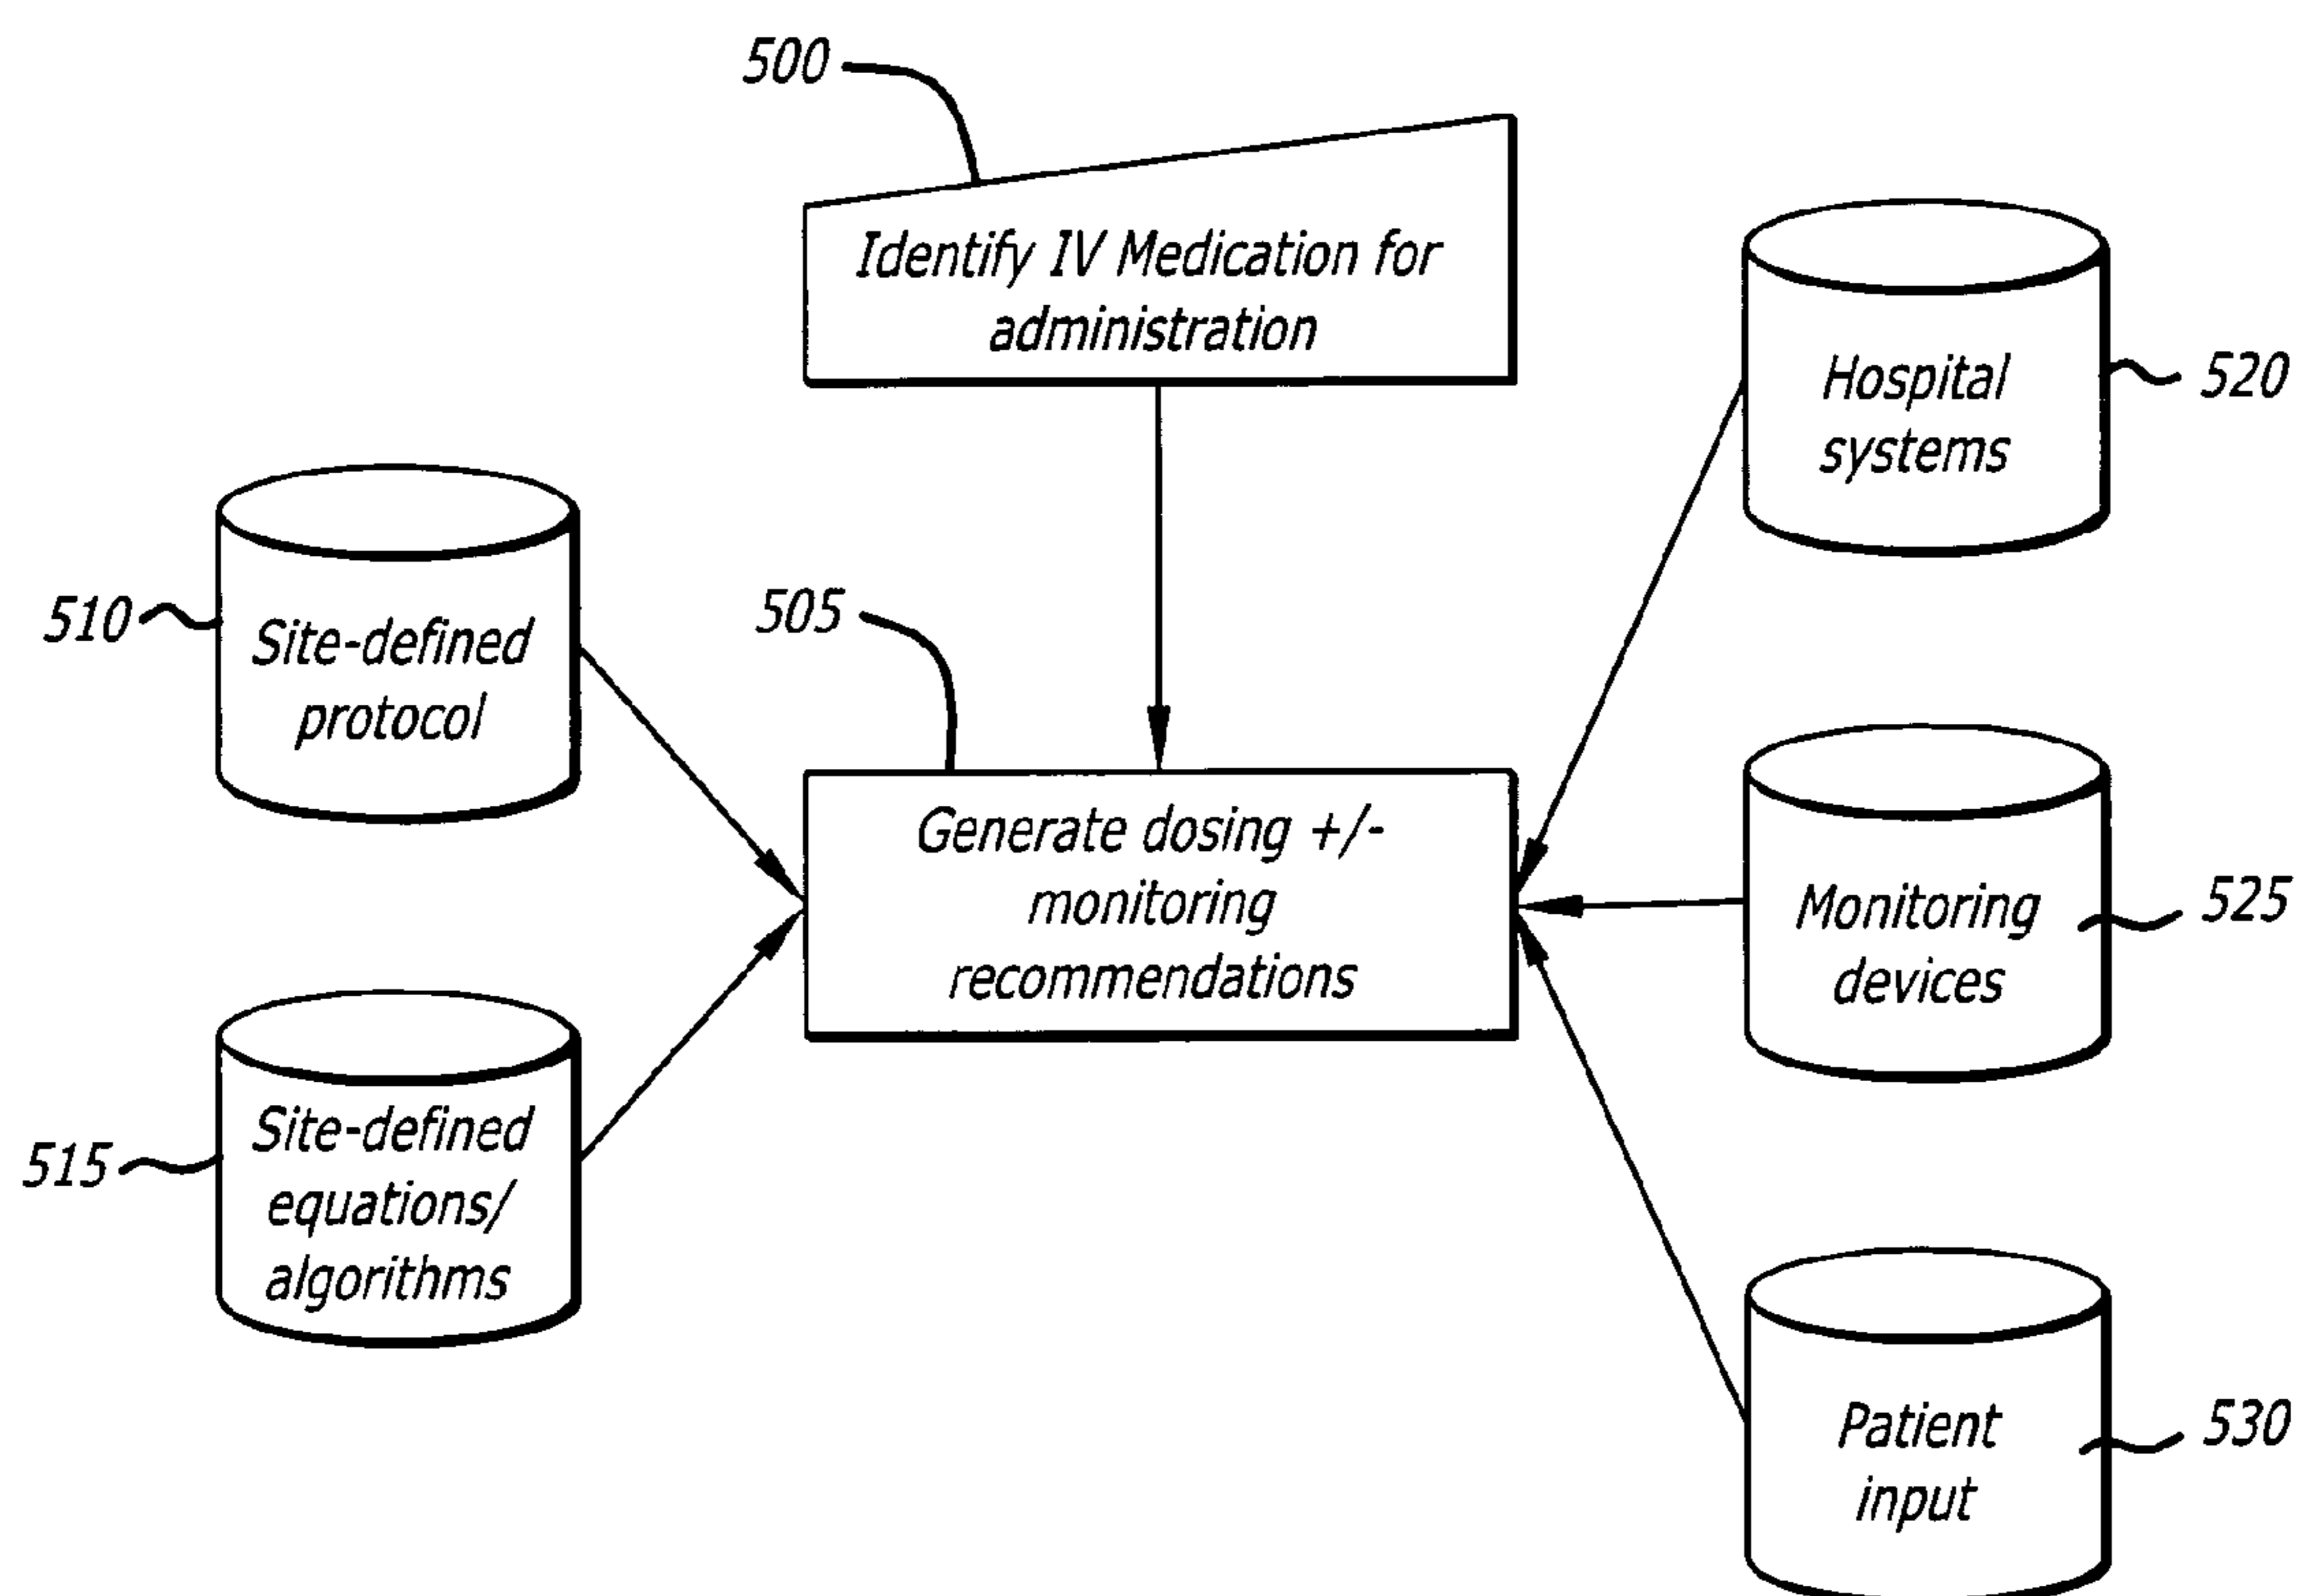 500
Identify IV Medication for
administration
Hospital
systems
520
510
Site-defined
protocol
505
Generate dosing +/-
monitoring
recommendations
Monitoring
devices
525
515
Site-defined
equations/
algorithms
Patient
input
530